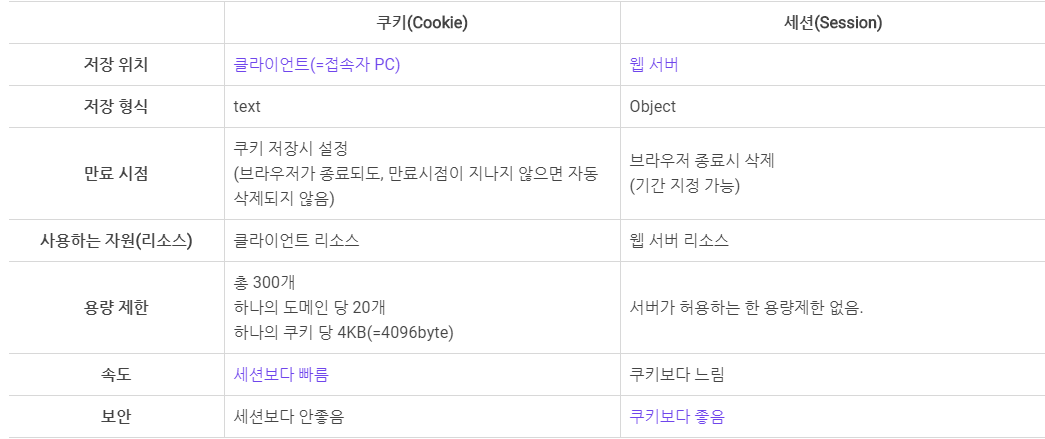 쿠키(Cookie) 세션(Session)
저장 위치 클라이언트(=접속자 PC) 웹 서버
저장 형식 text Object
만료 시점 쿠키 저장시 설정
(브라우저가 종료되도, 만료시점이 지나지 않으면 자동
삭제되지 않음)
브라우저 종료시 삭제
(기간 지정 가능)
사용하는 자원(리소스) 클라이언트 리소스 웹 서버 리소스
용량 제한 총 300개
하나의 도메인 당 20개
하나의 쿠키 당 4KB(=4096byte)
서버가 허용하는 한 용량제한 없음.
속도 세션보다 빠름 쿠키보다 느림
보안 세션보다 안좋음 쿠키보다 좋음